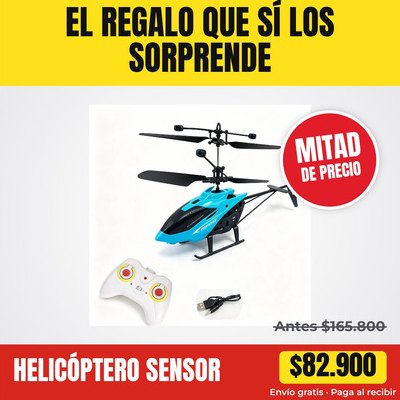 EL REGALO QUE SÍ LOS
SORPRENDE
MITAD
DE PRECIO
Antes $165.800
HELICÓPTERO SENSOR
$82.900
Envío gratis · Paga al recibir